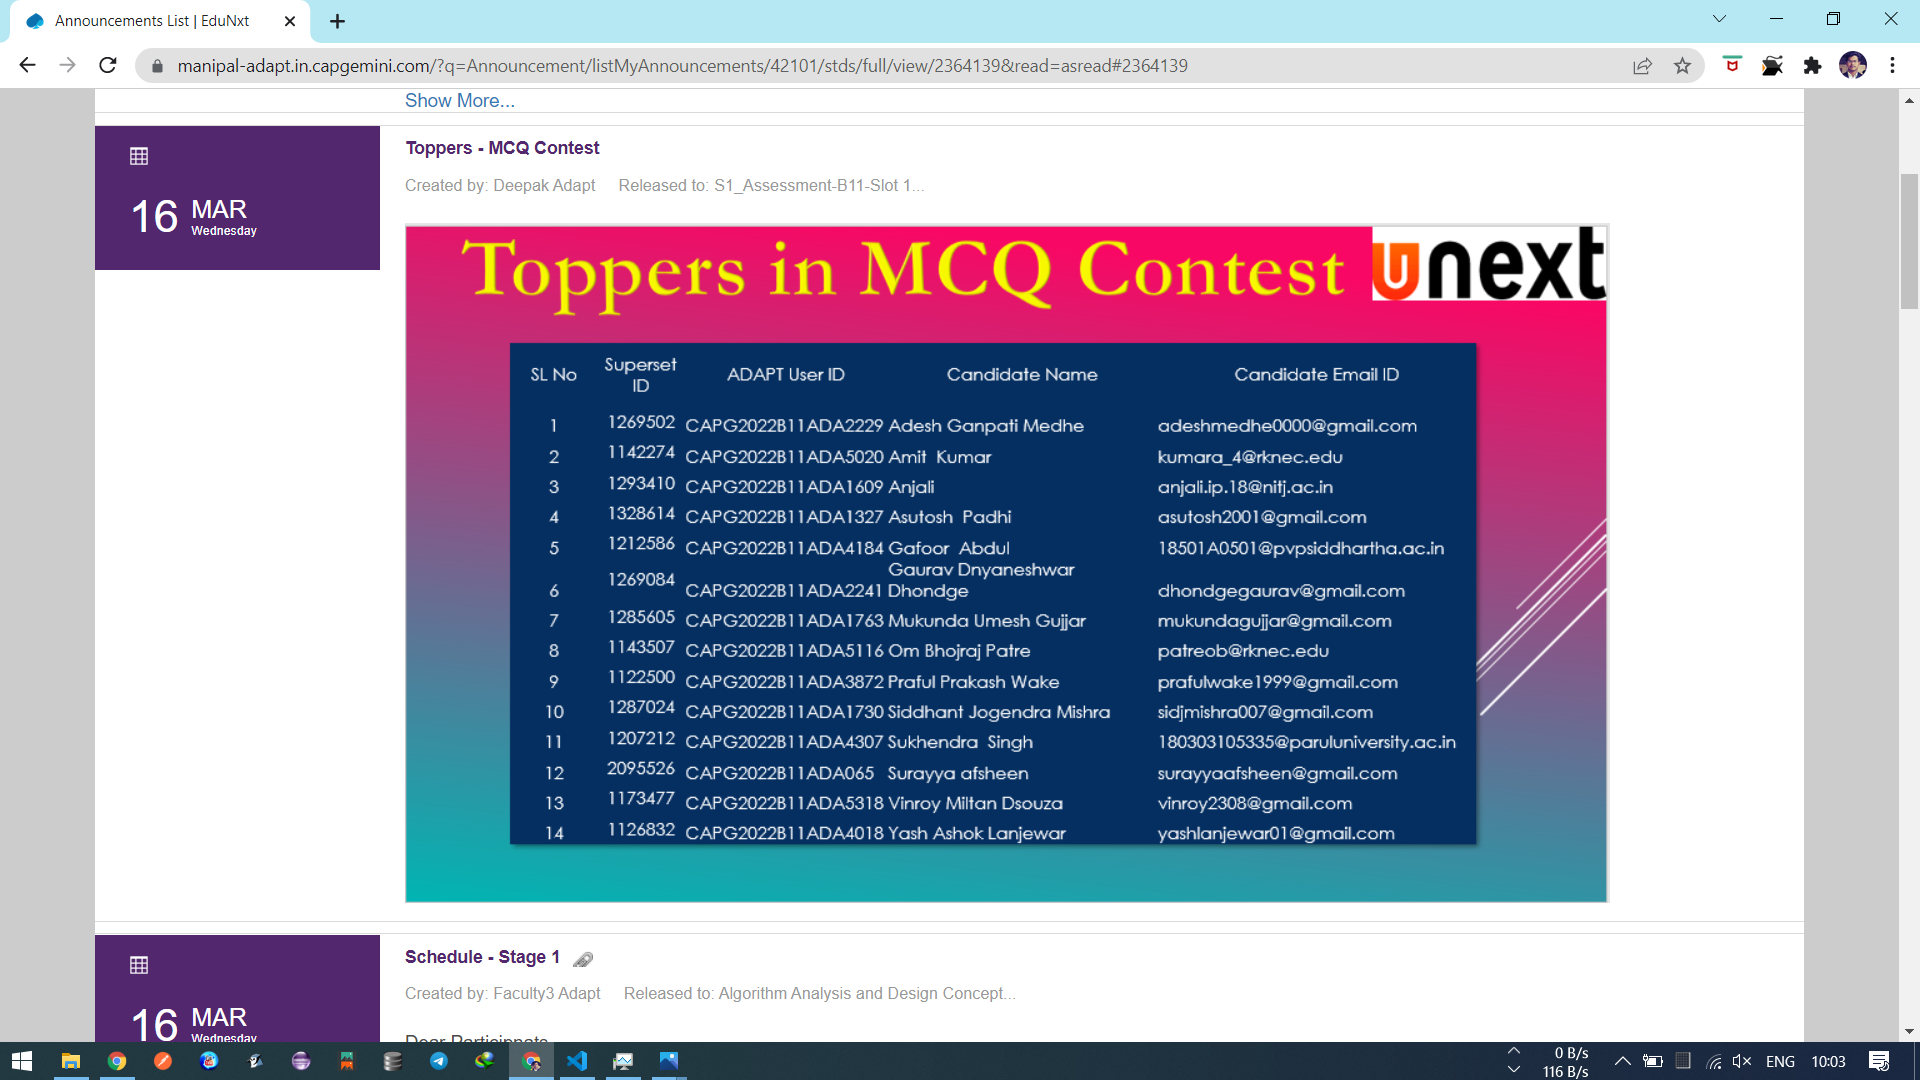 Announcements List | EduNxt
manipal-adapt.in.capgemini.com/?q=Announcement/listMyAnnouncements/42101/stds/full/view/2364139&read=asread#2364139
Show More...
16 MAR
Wednesday
Toppers - MCQ Contest
Created by: Deepak Adapt Released to: S1_Assessment-B11-Slot 1...
Toppers in MCQ Contest unext
SL No Superset ID ADAPT User ID Candidate Name Candidate Email ID
1 1269502 CAPG2022B11ADA2229 Adesh Ganpati Medhe adeshmedhe0000@gmail.com
2 1142274 CAPG2022B11ADA5020 Amit Kumar kumara_4@rknec.edu
3 1293410 CAPG2022B11ADA1609 Anjali anjali.ip.18@nitj.ac.in
4 1328614 CAPG2022B11ADA1327 Asutosh Padhi asutosh2001@gmail.com
5 1212586 CAPG2022B11ADA4184 Gafoor Abdul 18501A0501@pvpsiddhartha.ac.in
6 1269084 CAPG2022B11ADA2241 Gaurav Dnyaneshwar Dhondge dhondgegaurav@gmail.com
7 1285605 CAPG2022B11ADA1763 Mukunda Umesh Gujjar mukundagujjar@gmail.com
8 1143507 CAPG2022B11ADA5116 Om Bhojraj Patre patreob@rknec.edu
9 1122500 CAPG2022B11ADA3872 Praful Prakash Wake prafulwake1999@gmail.com
10 1287024 CAPG2022B11ADA1730 Siddhant Jogendra Mishra sidjmishra007@gmail.com
11 1207212 CAPG2022B11ADA4307 Sukhendra Singh 180303105335@paruluniversity.ac.in
12 2095526 CAPG2022B11ADA065 Surayya afsheen surayyaafsheen@gmail.com
13 1173477 CAPG2022B11ADA5318 Vinroy Miltan Dsouza vinroy2308@gmail.com
14 1126832 CAPG2022B11ADA4018 Yash Ashok Lanjewar yashlanjewar01@gmail.com
16 MAR
Wednesday
Schedule - Stage 1
Created by: Faculty3 Adapt Released to: Algorithm Analysis and Design Concept...
Dear Participants
0 B/s
116 B/s
ENG 10:03